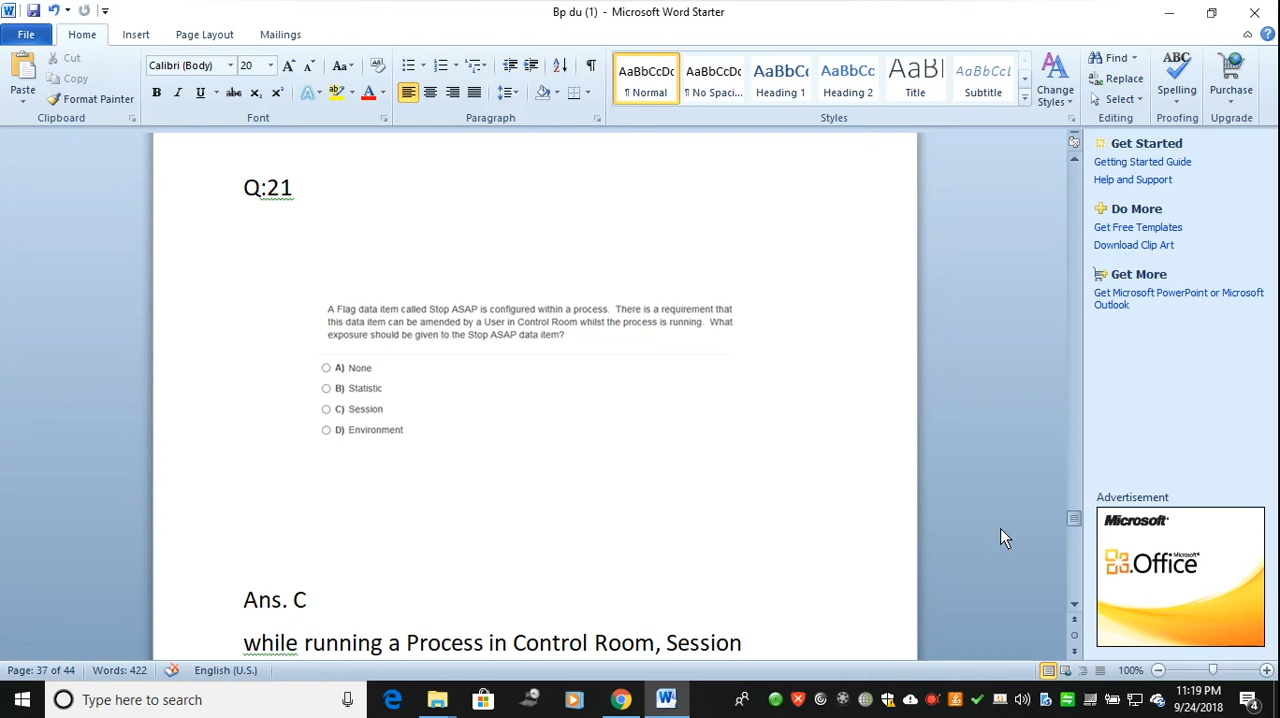 Bp du (1) - Microsoft Word Starter
File
Home
Insert
Page Layout
Mailings
Paste
Cut
Copy
Format Painter
Clipboard
Calibri (Body)
20
Font
Paragraph
AaBbCcDc
¶ Normal
AaBbCcDc
¶ No Spaci...
AaBbCc
Heading 1
AaBbCc
Heading 2
AaBl
Title
AaBbCcl
Subtitle
Styles
Change
Styles
Find
Replace
Select
Editing
ABC
Spelling
Proofing
Purchase
Upgrade
Q:21
A Flag data item called Stop ASAP is configured within a process. There is a requirement that
this data item can be amended by a User in Control Room whilst the process is running. What
exposure should be given to the Stop ASAP data item?
A) None
B) Statistic
C) Session
D) Environment
Ans. C
while running a Process in Control Room, Session
Get Started
Getting Started Guide
Help and Support
Do More
Get Free Templates
Download Clip Art
Get More
Get Microsoft PowerPoint or Microsoft
Outlook
Advertisement
Microsoft
Microsoft
Office
Page: 37 of 44
Words: 422
English (U.S.)
100%
Type here to search
11:19 PM
9/24/2018
4